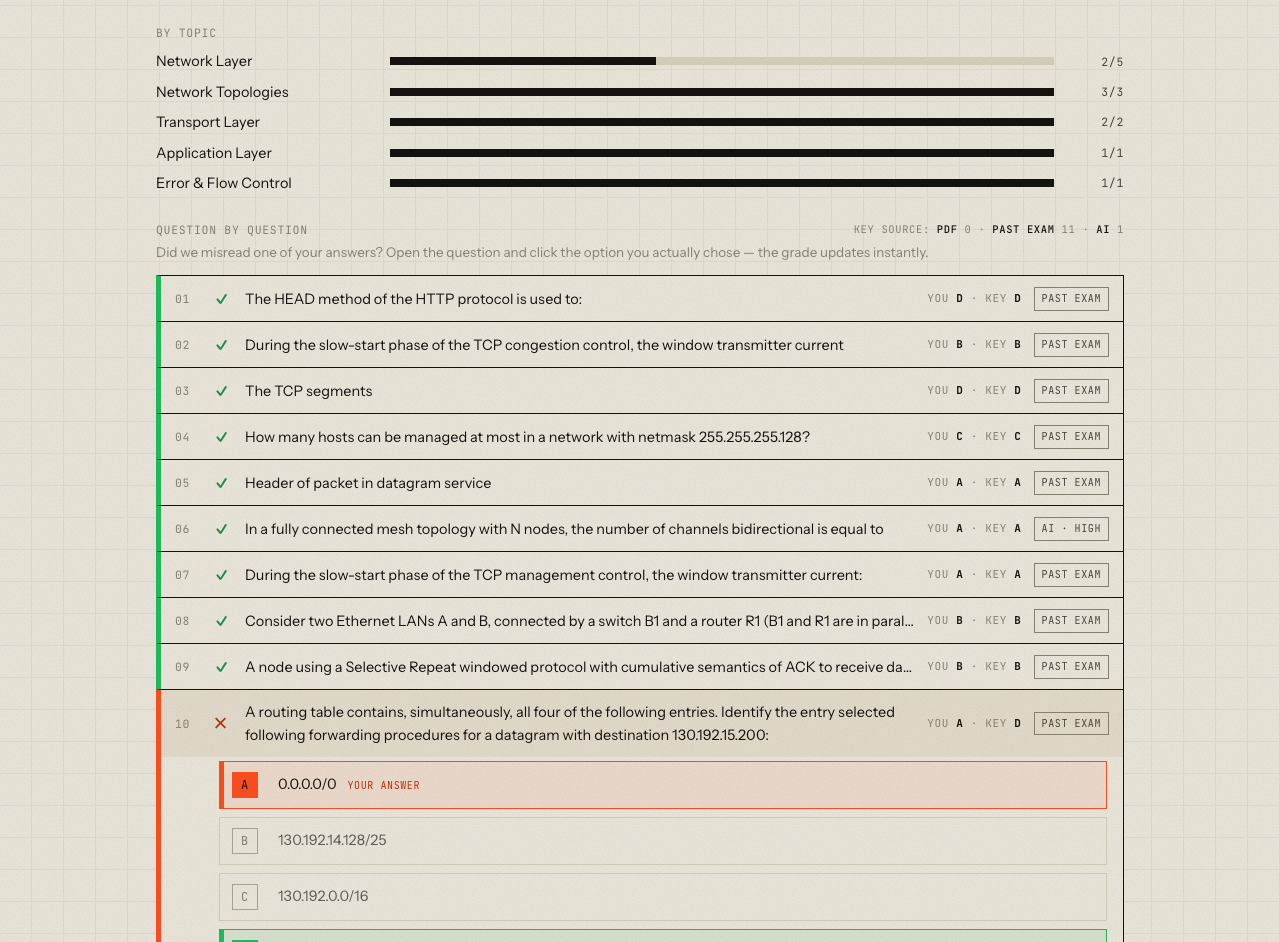 BY TOPIC
Network Layer 2/5
Network Topologies 3/3
Transport Layer 2/2
Application Layer 1/1
Error & Flow Control 1/1
QUESTION BY QUESTION KEY SOURCE: PDF 0 · PAST EXAM 11 · AI 1
Did we misread one of your answers? Open the question and click the option you actually chose — the grade updates instantly.
01 The HEAD method of the HTTP protocol is used to: YOU D · KEY D PAST EXAM
02 During the slow-start phase of the TCP congestion control, the window transmitter current YOU B · KEY B PAST EXAM
03 The TCP segments YOU D · KEY D PAST EXAM
04 How many hosts can be managed at most in a network with netmask 255.255.255.128? YOU C · KEY C PAST EXAM
05 Header of packet in datagram service YOU A · KEY A PAST EXAM
06 In a fully connected mesh topology with N nodes, the number of channels bidirectional is equal to YOU A · KEY A AI · HIGH
07 During the slow-start phase of the TCP management control, the window transmitter current: YOU A · KEY A PAST EXAM
08 Consider two Ethernet LANs A and B, connected by a switch B1 and a router R1 (B1 and R1 are in paral... YOU B · KEY B PAST EXAM
09 A node using a Selective Repeat windowed protocol with cumulative semantics of ACK to receive da... YOU B · KEY B PAST EXAM
10 A routing table contains, simultaneously, all four of the following entries. Identify the entry selected YOU A · KEY D PAST EXAM
following forwarding procedures for a datagram with destination 130.192.15.200:
A 0.0.0.0/0 YOUR ANSWER
B 130.192.14.128/25
C 130.192.0.0/16